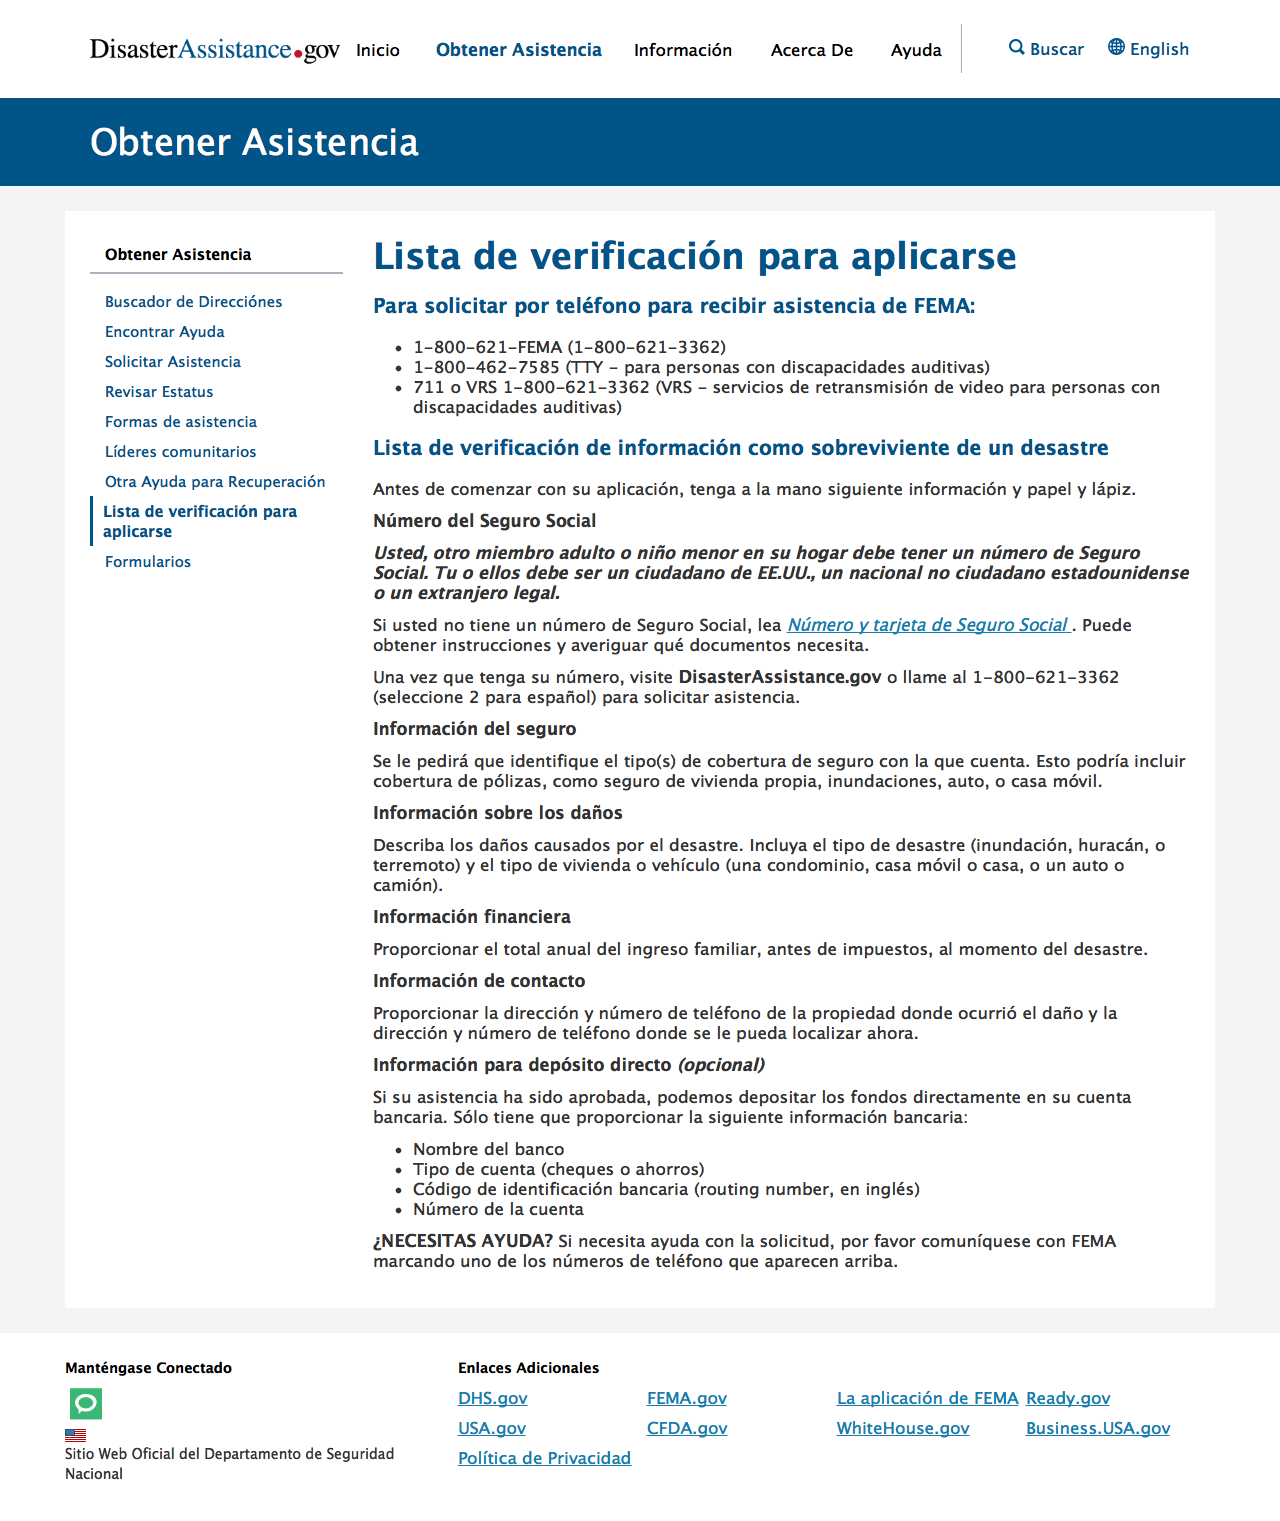 DisasterAssistance.gov Inicio Obtener Asistencia Información Acerca De Ayuda Buscar English
Obtener Asistencia
Obtener Asistencia
Buscador de Direcciónes
Encontrar Ayuda
Solicitar Asistencia
Revisar Estatus
Formas de asistencia
Líderes comunitarios
Otra Ayuda para Recuperación
Lista de verificación para
aplicarse
Formularios
Lista de verificación para aplicarse
Para solicitar por teléfono para recibir asistencia de FEMA:
• 1-800-621-FEMA (1-800-621-3362)
• 1-800-462-7585 (TTY - para personas con discapacidades auditivas)
• 711 o VRS 1-800-621-3362 (VRS - servicios de retransmisión de video para personas con
discapacidades auditivas)
Lista de verificación de información como sobreviviente de un desastre
Antes de comenzar con su aplicación, tenga a la mano siguiente información y papel y lápiz.
Número del Seguro Social
Usted, otro miembro adulto o niño menor en su hogar debe tener un número de Seguro
Social. Tu o ellos debe ser un ciudadano de EE.UU., un nacional no ciudadano estadounidense
o un extranjero legal.
Si usted no tiene un número de Seguro Social, lea Número y tarjeta de Seguro Social . Puede
obtener instrucciones y averiguar qué documentos necesita.
Una vez que tenga su número, visite DisasterAssistance.gov o llame al 1-800-621-3362
(seleccione 2 para español) para solicitar asistencia.
Información del seguro
Se le pedirá que identifique el tipo(s) de cobertura de seguro con la que cuenta. Esto podría incluir
cobertura de pólizas, como seguro de vivienda propia, inundaciones, auto, o casa móvil.
Información sobre los daños
Describa los daños causados por el desastre. Incluya el tipo de desastre (inundación, huracán, o
terremoto) y el tipo de vivienda o vehículo (una condominio, casa móvil o casa, o un auto o
camión).
Información financiera
Proporcionar el total anual del ingreso familiar, antes de impuestos, al momento del desastre.
Información de contacto
Proporcionar la dirección y número de teléfono de la propiedad donde ocurrió el daño y la
dirección y número de teléfono donde se le pueda localizar ahora.
Información para depósito directo (opcional)
Si su asistencia ha sido aprobada, podemos depositar los fondos directamente en su cuenta
bancaria. Sólo tiene que proporcionar la siguiente información bancaria:
• Nombre del banco
• Tipo de cuenta (cheques o ahorros)
• Código de identificación bancaria (routing number, en inglés)
• Número de la cuenta
¿NECESITAS AYUDA? Si necesita ayuda con la solicitud, por favor comuníquese con FEMA
marcando uno de los números de teléfono que aparecen arriba.
Manténgase Conectado
Sitio Web Oficial del Departamento de Seguridad
Nacional
Enlaces Adicionales
DHS.gov FEMA.gov La aplicación de FEMA Ready.gov
USA.gov CFDA.gov WhiteHouse.gov Business.USA.gov
Política de Privacidad